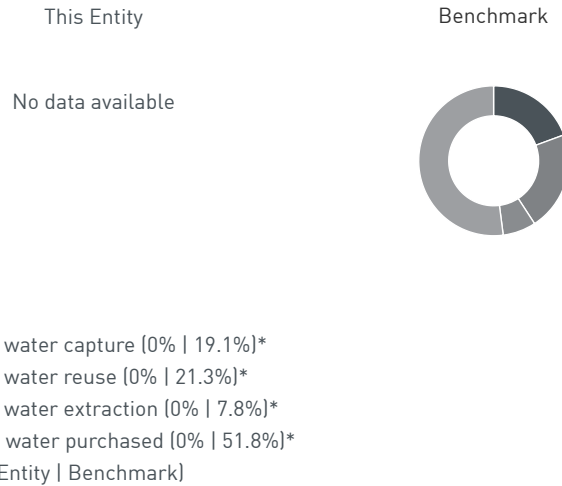 This Entity
Benchmark
No data available
water capture (0% | 19.1%)*
water reuse (0% | 21.3%)*
water extraction (0% | 7.8%)*
water purchased (0% | 51.8%)*
Entity | Benchmark)